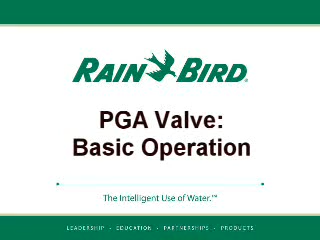 RAIN BIRD®
PGA Valve:
Basic Operation
The Intelligent Use of Water.™
LEADERSHIP • EDUCATION • PARTNERSHIPS • PRODUCTS